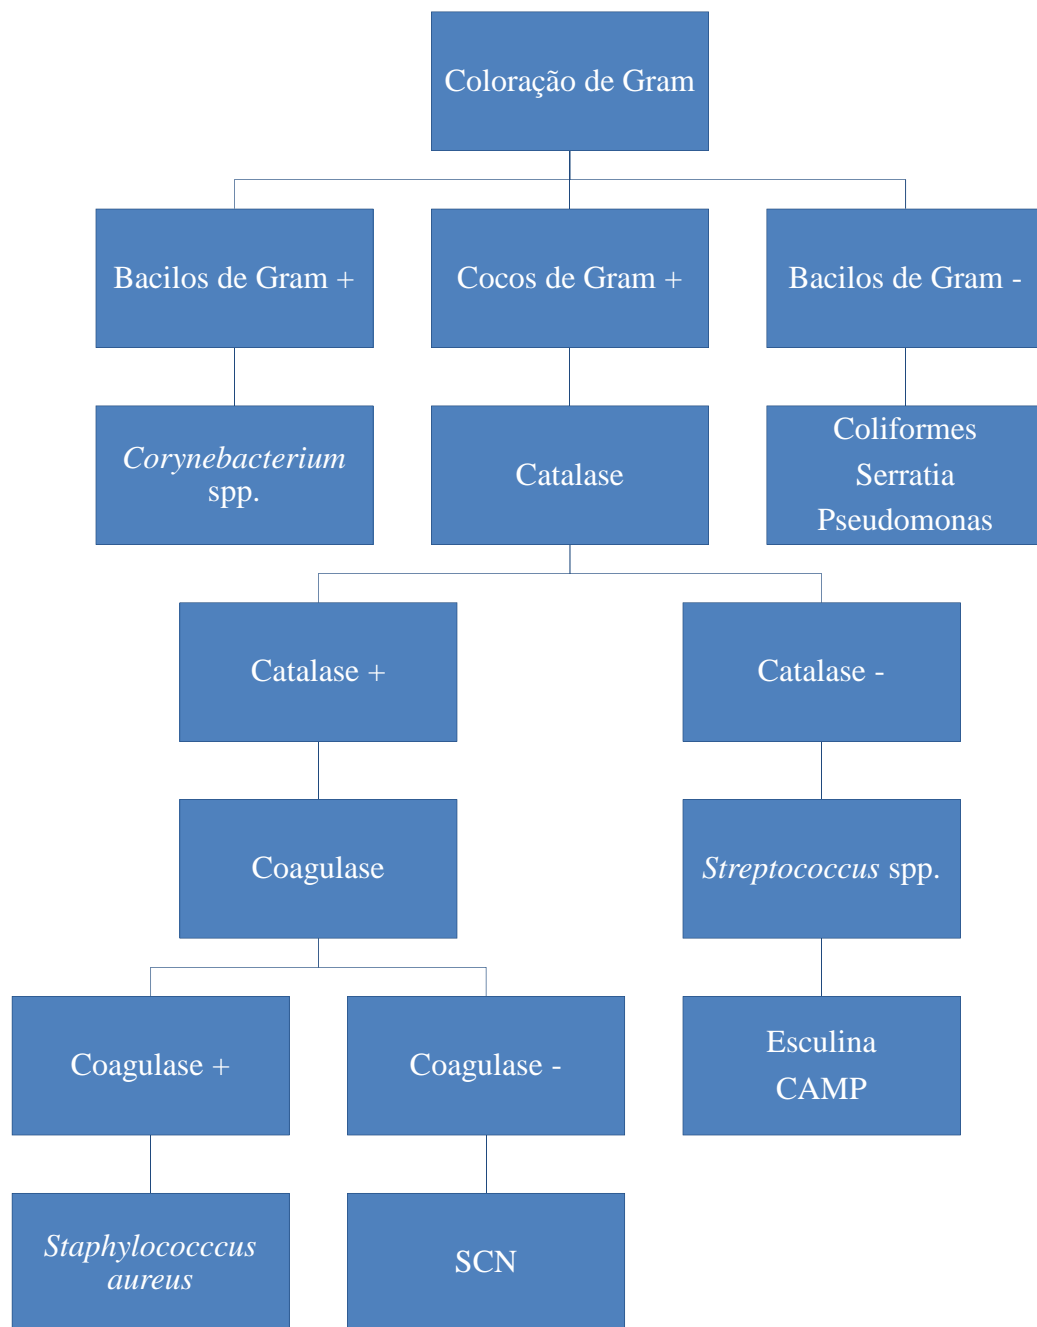 Coloração de Gram
Bacilos de Gram +
Cocos de Gram +
Bacilos de Gram -
Corynebacterium
spp.
Catalase
Coliformes
Serratia
Pseudomonas
Catalase +
Catalase -
Coagulase
Streptococcus spp.
Coagulase +
Coagulase -
Esculina
CAMP
Staphylococccus
aureus
SCN